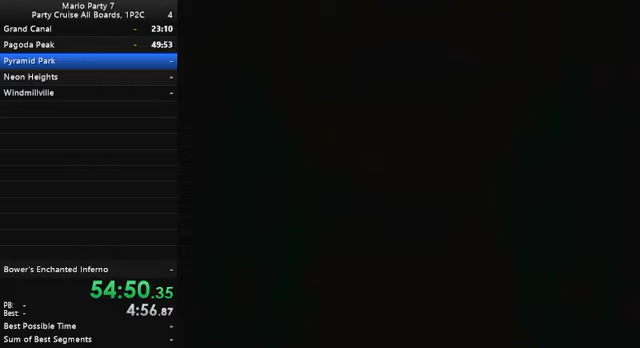 Mario Party 7
Party Cruise All Boards, 1P2C 4
Grand Canal - 23:10
Pagoda Peak - 49:53
Pyramid Park -
Neon Heights -
Windmillville -
Bower's Enchanted Inferno -
54:50.35
PB: -
Best: - 4:56.87
Best Possible Time -
Sum of Best Segments -